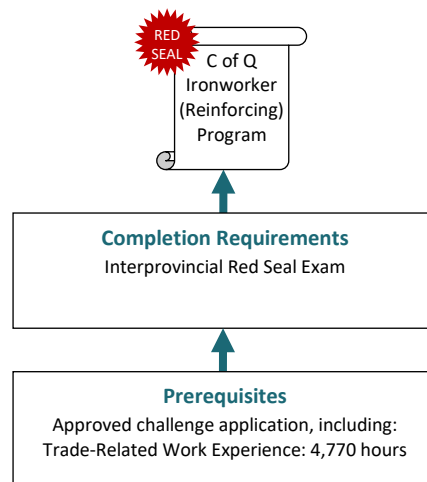 RED
SEAL
C of Q
Ironworker
(Reinforcing)
Program
Completion Requirements
Interprovincial Red Seal Exam
Prerequisites
Approved challenge application, including:
Trade-Related Work Experience: 4,770 hours